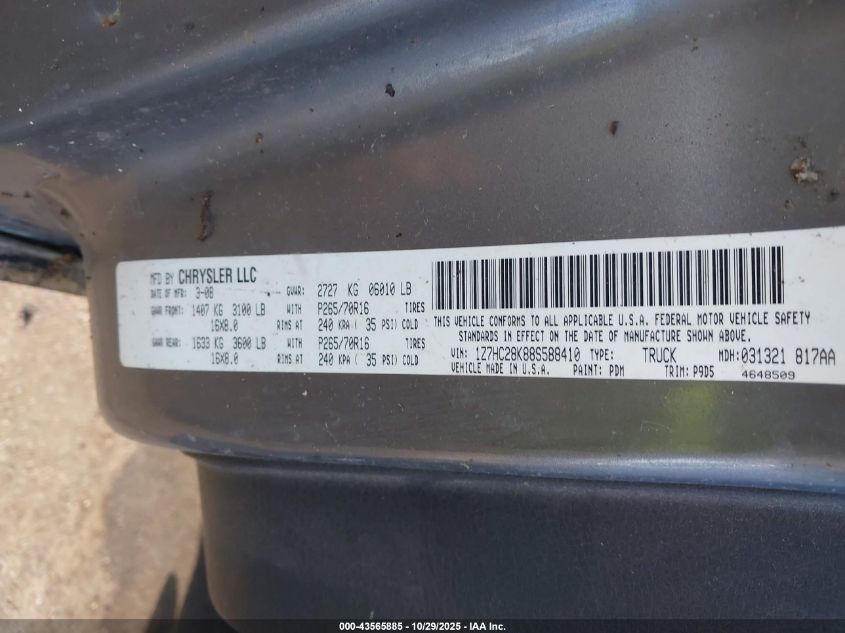 MFD BY CHRYSLER LLC
DATE OF MFR: 3-08 GVWR: 2727 KG 06010 LB
GAWR FRONT: 1407 KG 3100 LB WITH P265/70R16 TIRES
16X8.0 RIMS AT 240 KPA ( 35 PSI) COLD
GAWR REAR: 1633 KG 3600 LB WITH P265/70R16 TIRES
16X8.0 RIMS AT 240 KPA ( 35 PSI) COLD
THIS VEHICLE CONFORMS TO ALL APPLICABLE U.S.A. FEDERAL MOTOR VEHICLE SAFETY
STANDARDS IN EFFECT ON THE DATE OF MANUFACTURE SHOWN ABOVE.
VIN: 1Z7HC28K88S588410 TYPE: TRUCK MDH: 031321 817AA
VEHICLE MADE IN U.S.A. PAINT: PDM TRIM: P9D5 4648509
000-43565885 | 10/29/2025 - IAA Inc.